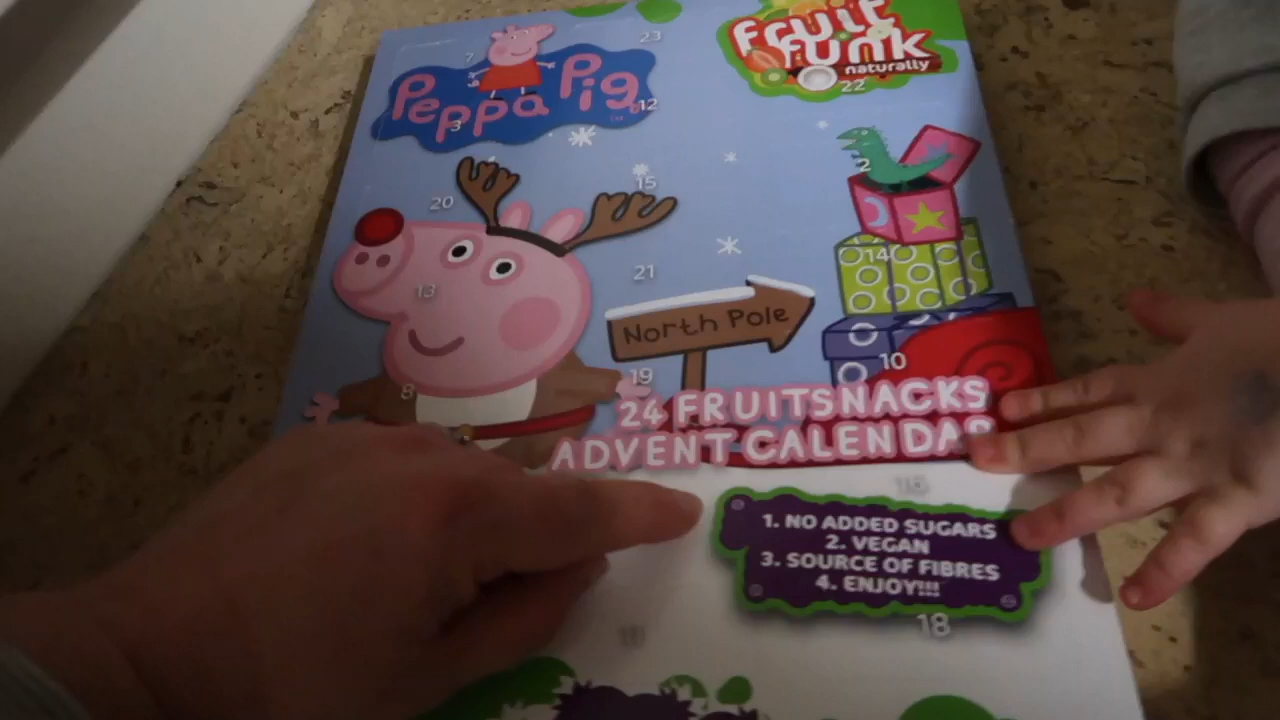 7
23
Peppa Pig
3
12
fruit
funk
naturally
22
2
15
20
14
21
13
North Pole
10
19
8
24 FRUITSNACKS
ADVENT CALENDAR
16
1. NO ADDED SUGARS
2. VEGAN
3. SOURCE OF FIBRES
4. ENJOY!!!
18